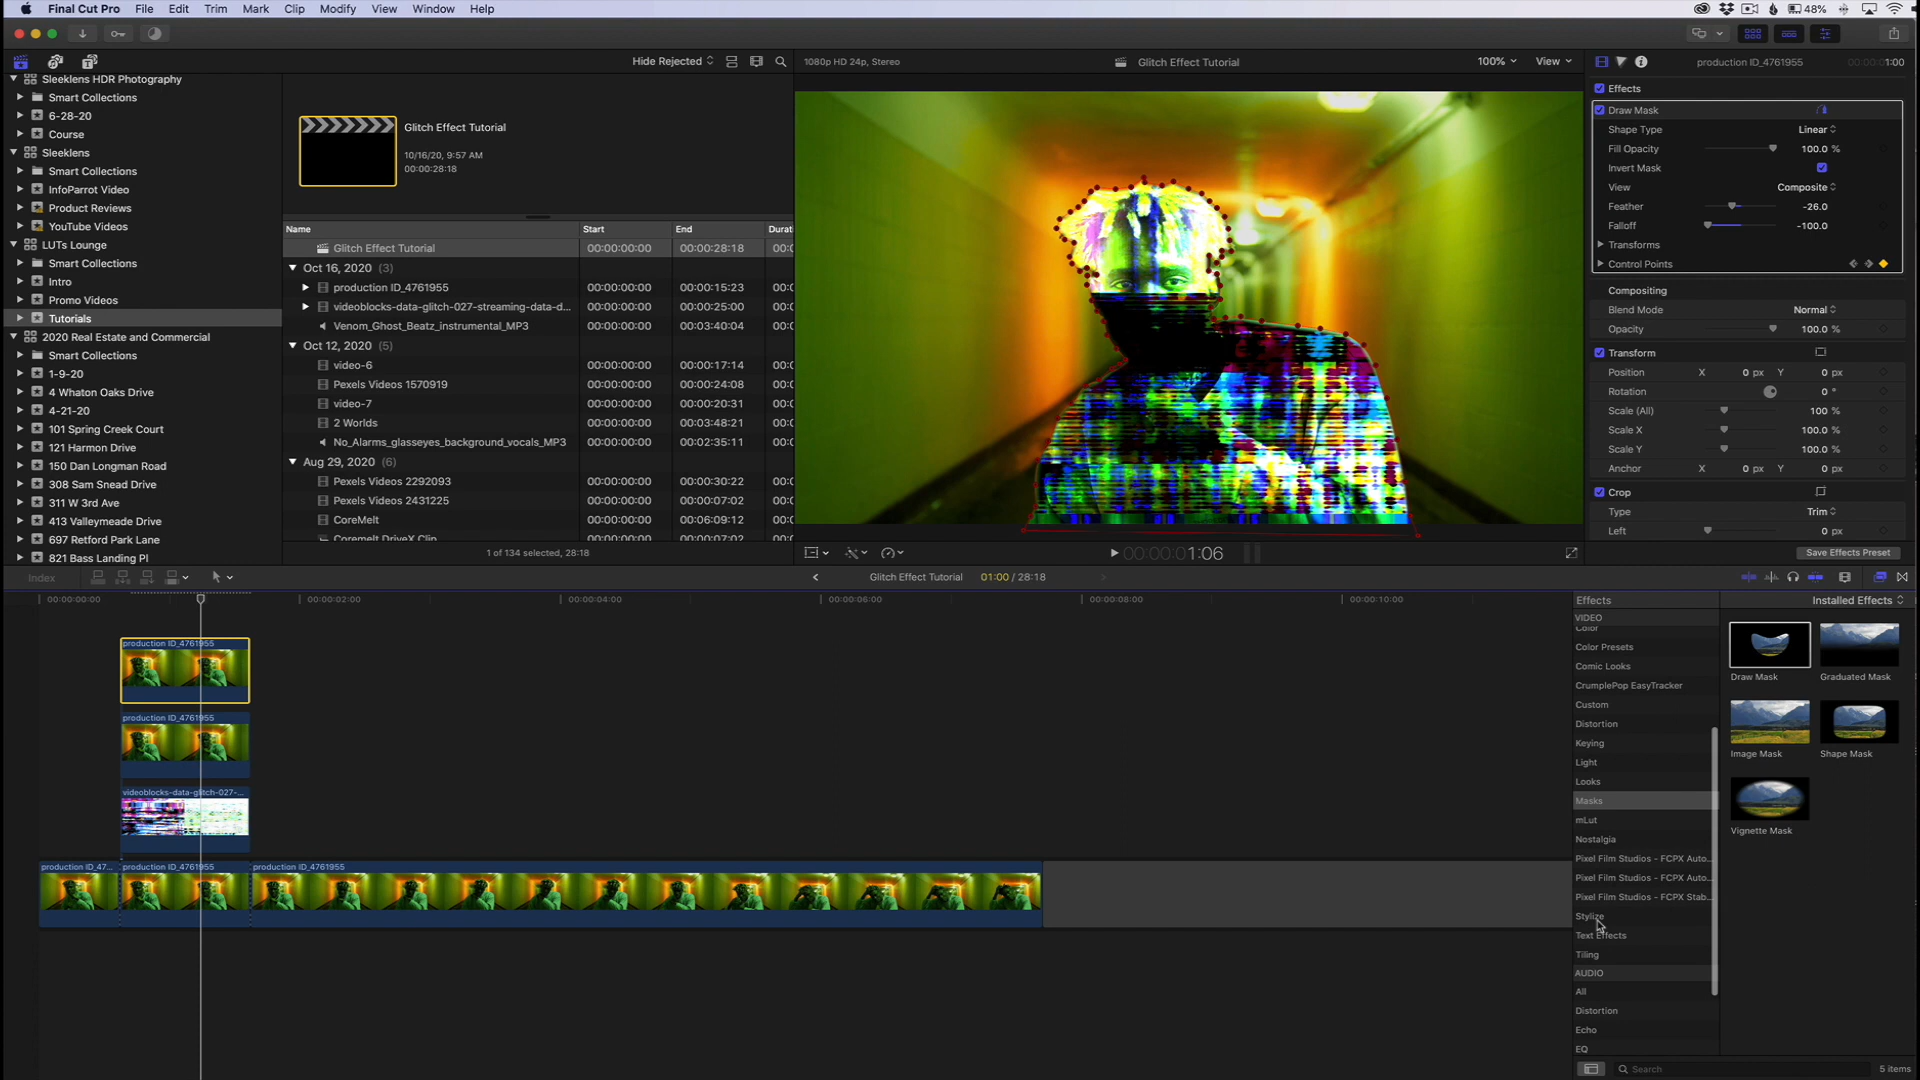 Final Cut Pro File Edit Trim Mark Clip Modify View Window Help 48%
Hide Rejected
1080p HD 24p, Stereo
Glitch Effect Tutorial
100% View
production ID_4761955
1:00
Sleeklens HDR Photography
Smart Collections
6-28-20
Course
Sleeklens
Smart Collections
InfoParrot Video
Product Reviews
YouTube Videos
LUTs Lounge
Smart Collections
Intro
Promo Videos
Tutorials
2020 Real Estate and Commercial
Smart Collections
1-9-20
4 Whaton Oaks Drive
4-21-20
101 Spring Creek Court
121 Harmon Drive
150 Dan Longman Road
308 Sam Snead Drive
311 W 3rd Ave
413 Valleymeade Drive
697 Retford Park Lane
821 Bass Landing Pl
Glitch Effect Tutorial
10/16/20, 9:57 AM
00:00:28:18
Name Start End Durati
Glitch Effect Tutorial 00:00:00:00 00:00:28:18 00:0
Oct 16, 2020 (3)
production ID_4761955 00:00:00:00 00:00:15:23 00:0
videoblocks-data-glitch-027-streaming-data-d... 00:00:00:00 00:00:25:00 00:0
Venom_Ghost_Beatz_instrumental_MP3 00:00:00:00 00:03:40:04 00:0
Oct 12, 2020 (5)
video-6 00:00:00:00 00:00:17:14 00:0
Pexels Videos 1570919 00:00:00:00 00:00:24:08 00:0
video-7 00:00:00:00 00:00:20:31 00:0
2 Worlds 00:00:00:00 00:03:48:21 00:0
No_Alarms_glasseyes_background_vocals_MP3 00:00:00:00 00:02:35:11 00:0
Aug 29, 2020 (6)
Pexels Videos 2292093 00:00:00:00 00:00:30:22 00:0
Pexels Videos 2431225 00:00:00:00 00:00:07:02 00:0
CoreMelt 00:00:00:00 00:06:09:12 00:0
Coremelt DriveX Clip 00:00:00:00 00:00:07:02 00:0
1 of 134 selected, 28:18
00:00:00:01:06
Effects
Draw Mask
Shape Type Linear
Fill Opacity 100.0 %
Invert Mask
View Composite
Feather -26.0
Falloff -100.0
Transforms
Control Points
Compositing
Blend Mode Normal
Opacity 100.0 %
Transform
Position X 0 px Y 0 px
Rotation 0 °
Scale (All) 100 %
Scale X 100.0 %
Scale Y 100.0 %
Anchor X 0 px Y 0 px
Crop
Type Trim
Left 0 px
Save Effects Preset
Index
Glitch Effect Tutorial 01:00 / 28:18
00:00:00:00 00:00:02:00 00:00:04:00 00:00:06:00 00:00:08:00 00:00:10:00
production ID_4761955
production ID_4761955
videoblocks-data-glitch-027-...
production ID_47... production ID_4761955 production ID_4761955
Effects
Installed Effects
VIDEO
Color
Color Presets
Comic Looks
CrumplePop EasyTracker
Custom
Distortion
Keying
Light
Looks
Masks
mLut
Nostalgia
Pixel Film Studios - FCPX Auto...
Pixel Film Studios - FCPX Auto...
Pixel Film Studios - FCPX Stab...
Stylize
Text Effects
Tiling
AUDIO
All
Distortion
Echo
EQ
Draw Mask Graduated Mask
Image Mask Shape Mask
Vignette Mask
Search
5 items